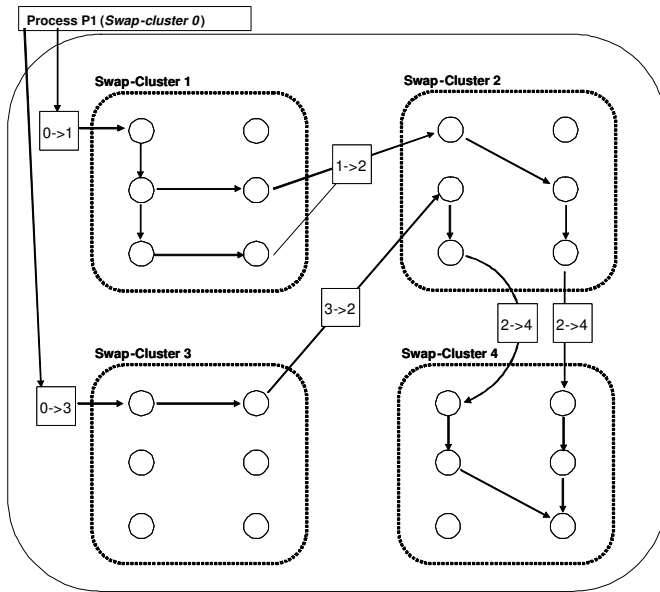 Process P1 (Swap-cluster 0)
Swap-Cluster 1
Swap-Cluster 2
0->1
1->2
3->2
2->4
2->4
Swap-Cluster 3
Swap-Cluster 4
0->3